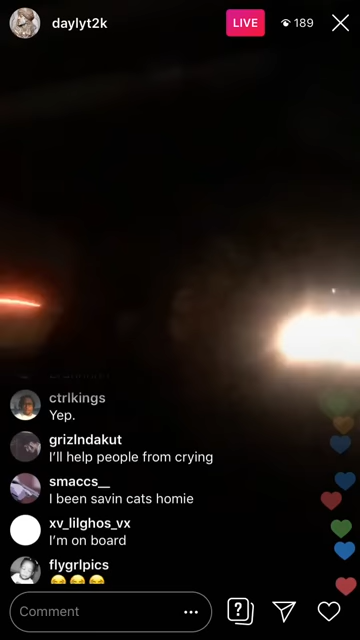 daylyt2k
LIVE
189
ctrlkings
Yep.
grizlndakut
I'll help people from crying
smaccs__
I been savin cats homie
xv_lilghos_vx
I'm on board
flygrlpics
😂😂😂
Comment